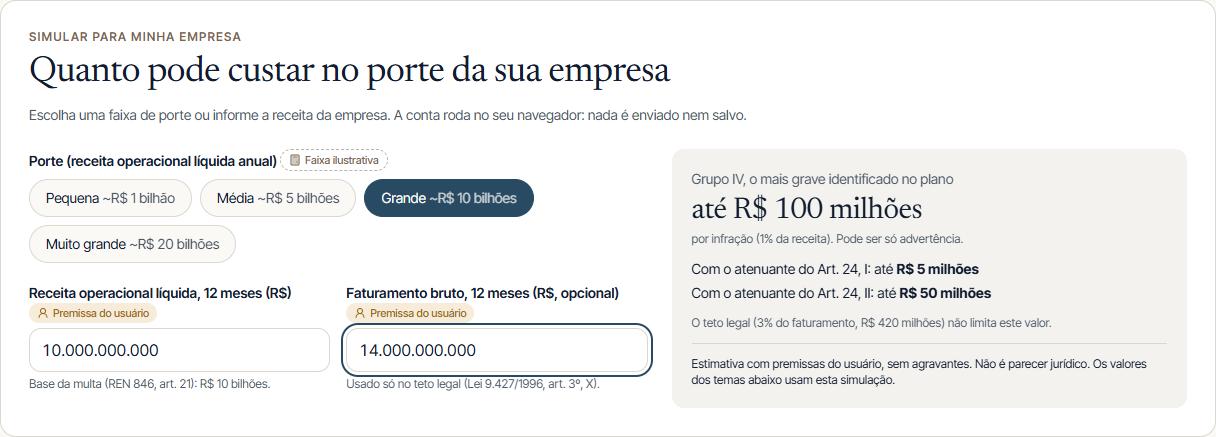 SIMULAR PARA MINHA EMPRESA
Quanto pode custar no porte da sua empresa
Escolha uma faixa de porte ou informe a receita da empresa. A conta roda no seu navegador: nada é enviado nem salvo.
Porte (receita operacional líquida anual) Faixa ilustrativa
Pequena ~R$ 1 bilhão
Média ~R$ 5 bilhões
Grande ~R$ 10 bilhões
Muito grande ~R$ 20 bilhões
Receita operacional líquida, 12 meses (R$)
Premissa do usuário
10.000.000.000
Base da multa (REN 846, art. 21): R$ 10 bilhões.
Faturamento bruto, 12 meses (R$, opcional)
Premissa do usuário
14.000.000.000
Usado só no teto legal (Lei 9.427/1996, art. 3º, X).
Grupo IV, o mais grave identificado no plano
até R$ 100 milhões
por infração (1% da receita). Pode ser só advertência.
Com o atenuante do Art. 24, I: até R$ 5 milhões
Com o atenuante do Art. 24, II: até R$ 50 milhões
O teto legal (3% do faturamento, R$ 420 milhões) não limita este valor.
Estimativa com premissas do usuário, sem agravantes. Não é parecer jurídico. Os valores
dos temas abaixo usam esta simulação.